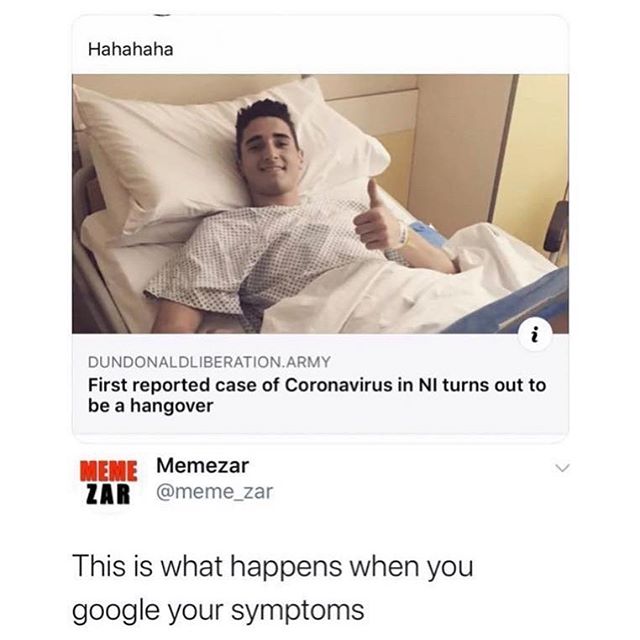 Hahahaha
DUNDONALDLIBERATION.ARMY
First reported case of Coronavirus in NI turns out to
be a hangover
MEME
ZAR
Memezar
@meme_zar
This is what happens when you
google your symptoms